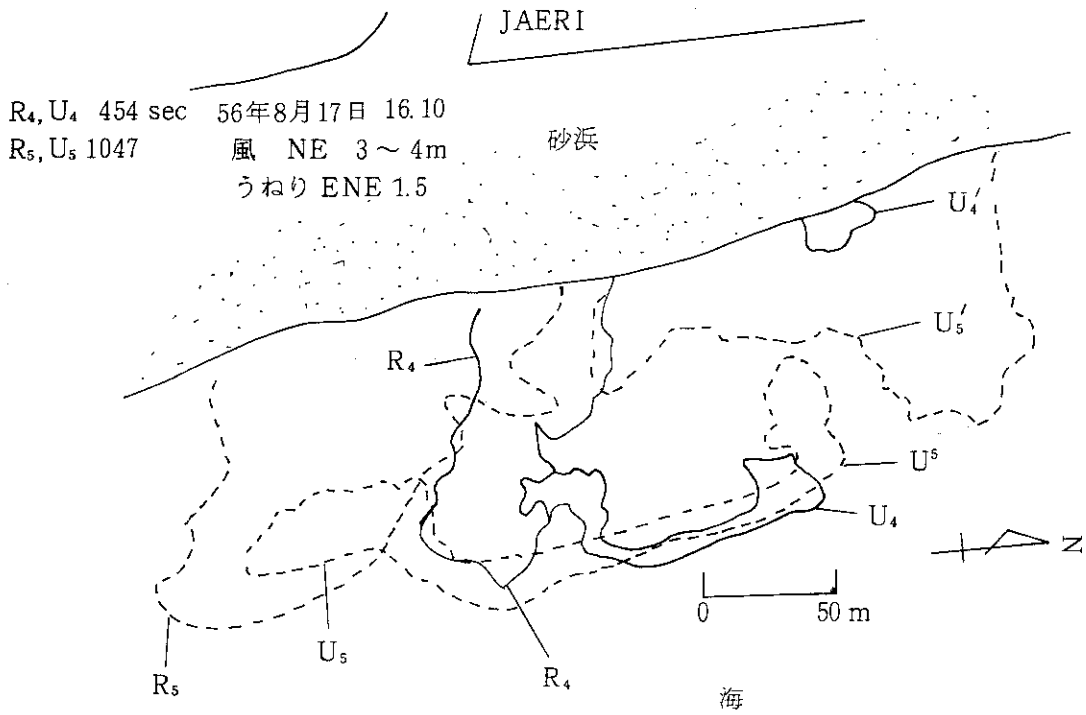 JAERI
R₄, U₄ 454 sec 56年8月17日 16.10
R₅, U₅ 1047 風 NE 3～4m
うねり ENE 1.5
砂浜
U₄′
U₅′
R₄
U⁵
U₄
N
0 50 m
U₅
R₅
R₄
海